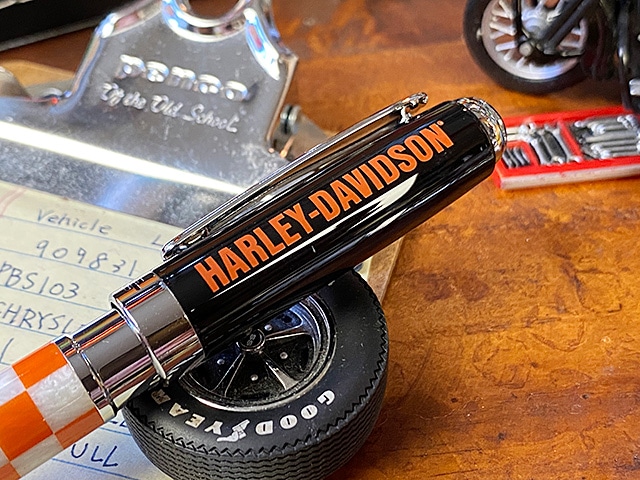 Of the Old School
HARLEY-DAVIDSON
Vehicle L
909831
PBS103
CHRYSL
L
GOODYEAR
ULL